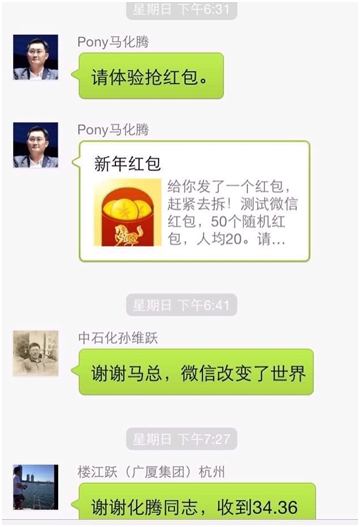 星期日 下午6:31
Pony马化腾
请体验抢红包。
Pony马化腾
新年红包
给你发了一个红包，
赶紧去拆！测试微信
红包，50个随机红
包，人均20。请...
星期日 下午6:41
中石化孙维跃
谢谢马总，微信改变了世界
星期日 下午7:27
楼江跃（广厦集团）杭州
谢谢化腾同志，收到34.36